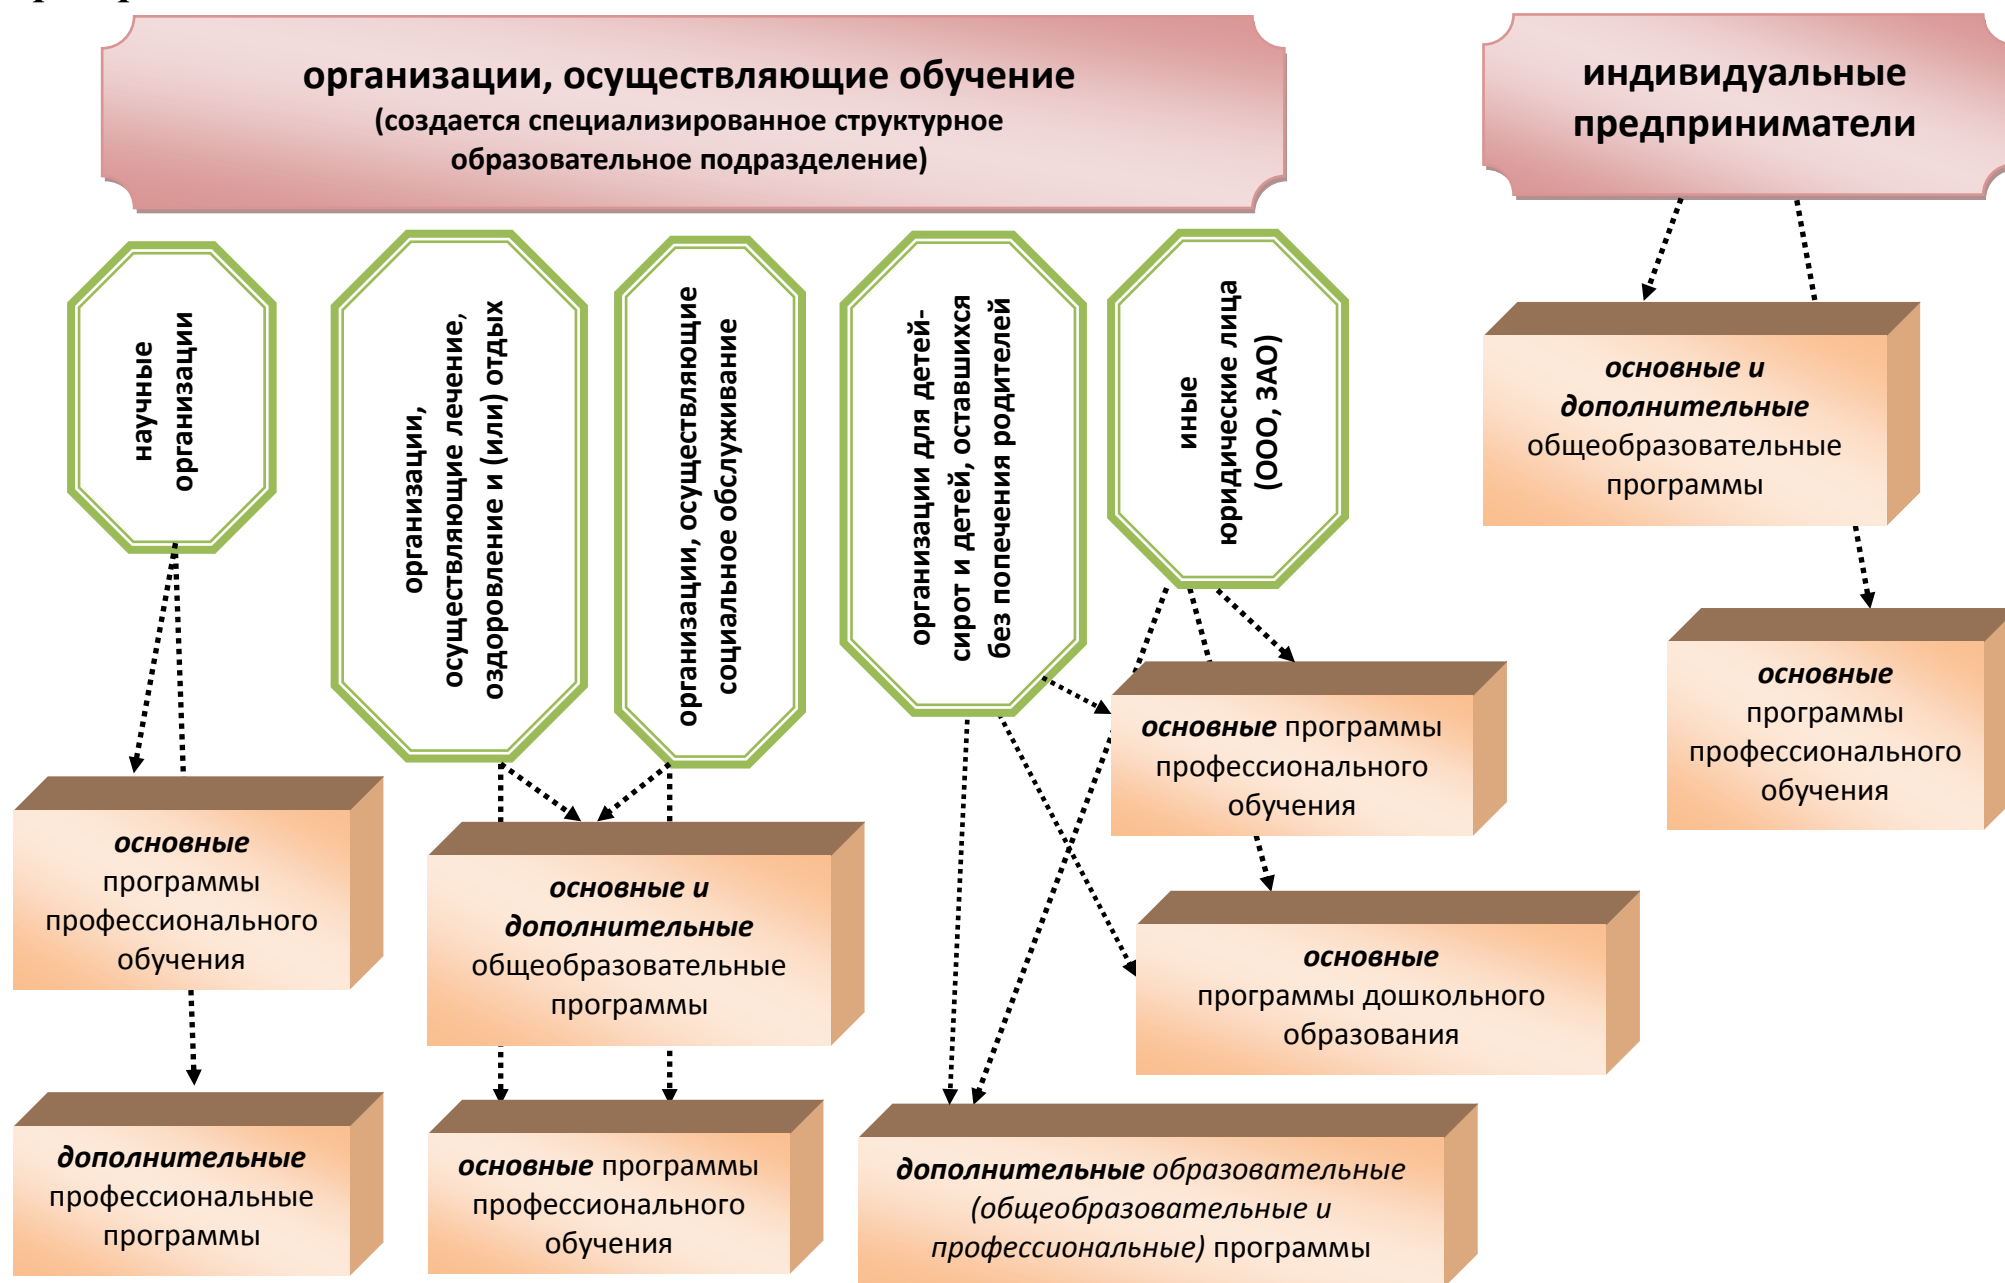 организации, осуществляющие обучение
(создается специализированное структурное
образовательное подразделение)
индивидуальные
предприниматели
научные
организации
организации,
осуществляющие лечение,
оздоровление и (или) отдых
организации, осуществляющие
социальное обслуживание
организации для детей-
сирот и детей, оставшихся
без попечения родителей
иные
юридические лица
(ООО, ЗАО)
основные и
дополнительные
общеобразовательные
программы
основные
программы
профессионального
обучения
основные программы
профессионального
обучения
основные
программы
профессионального
обучения
основные и
дополнительные
общеобразовательные
программы
основные
программы дошкольного
образования
дополнительные
профессиональные
программы
основные программы
профессионального
обучения
дополнительные образовательные
(общеобразовательные и
профессиональные) программы